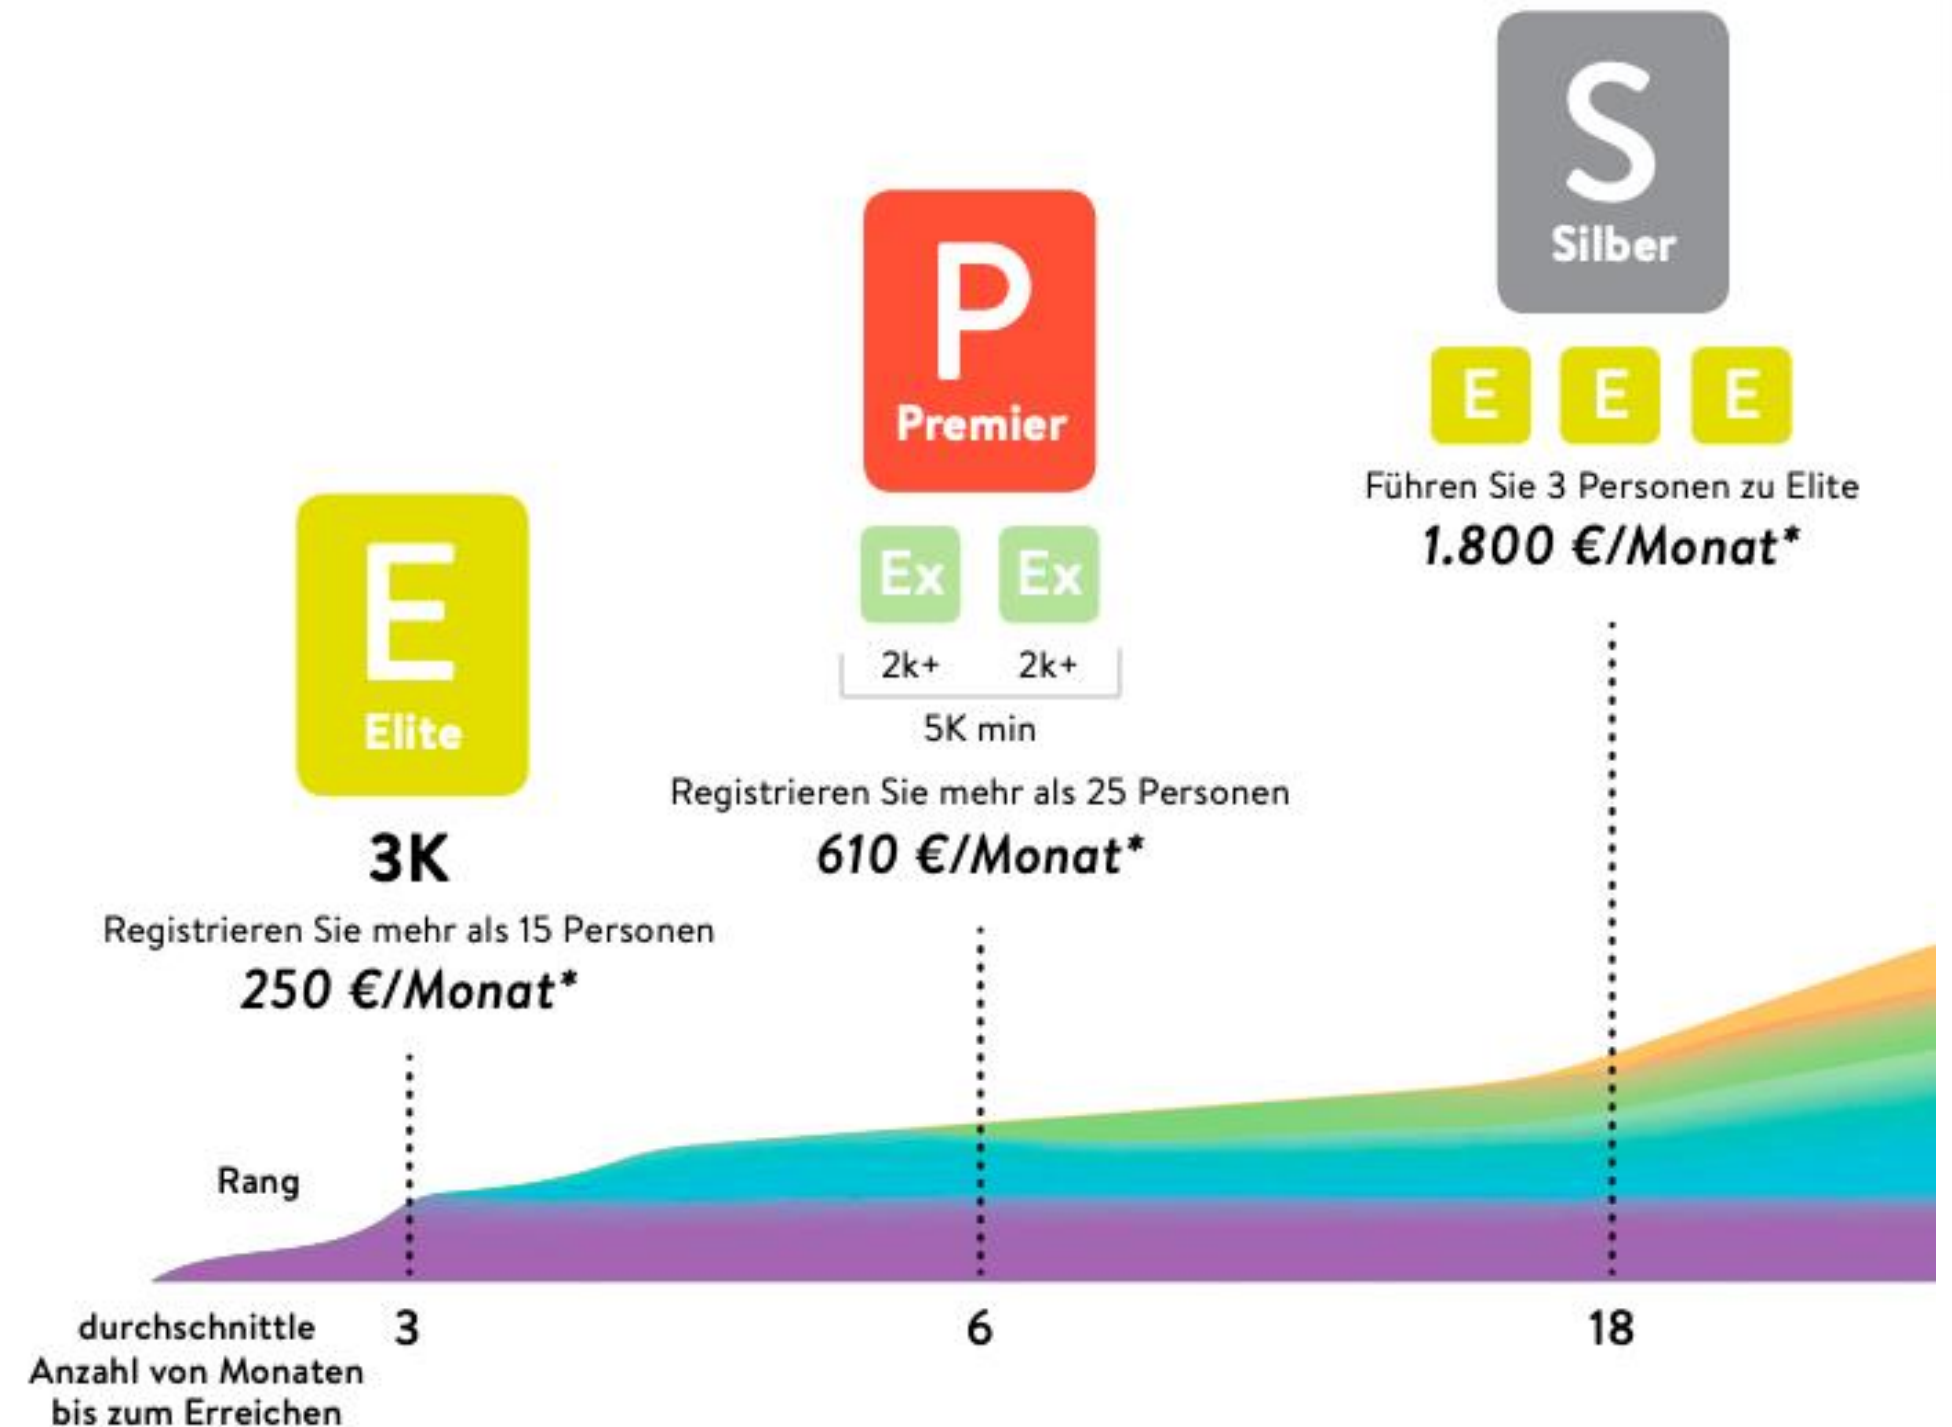 S
Silber
E E E
Führen Sie 3 Personen zu Elite
1.800 €/Monat*
P
Premier
Ex Ex
2k+ 2k+
5K min
Registrieren Sie mehr als 25 Personen
610 €/Monat*
E
Elite
3K
Registrieren Sie mehr als 15 Personen
250 €/Monat*
Rang
durchschnittle
Anzahl von Monaten
bis zum Erreichen
3 6 18